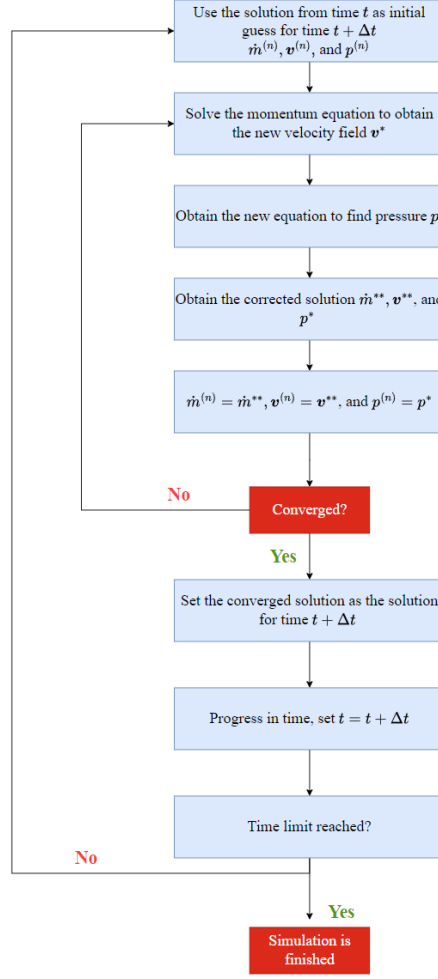 Use the solution from time t as initial
guess for time t + Δt
ṁ⁽ⁿ⁾, v⁽ⁿ⁾, and p⁽ⁿ⁾
Solve the momentum equation to obtain
the new velocity field v*
Obtain the new equation to find pressure p
Obtain the corrected solution ṁ**, v**, and
p*
ṁ⁽ⁿ⁾ = ṁ**, v⁽ⁿ⁾ = v**, and p⁽ⁿ⁾ = p*
No
Converged?
Yes
Set the converged solution as the solution
for time t + Δt
Progress in time, set t = t + Δt
Time limit reached?
No
Yes
Simulation is
finished